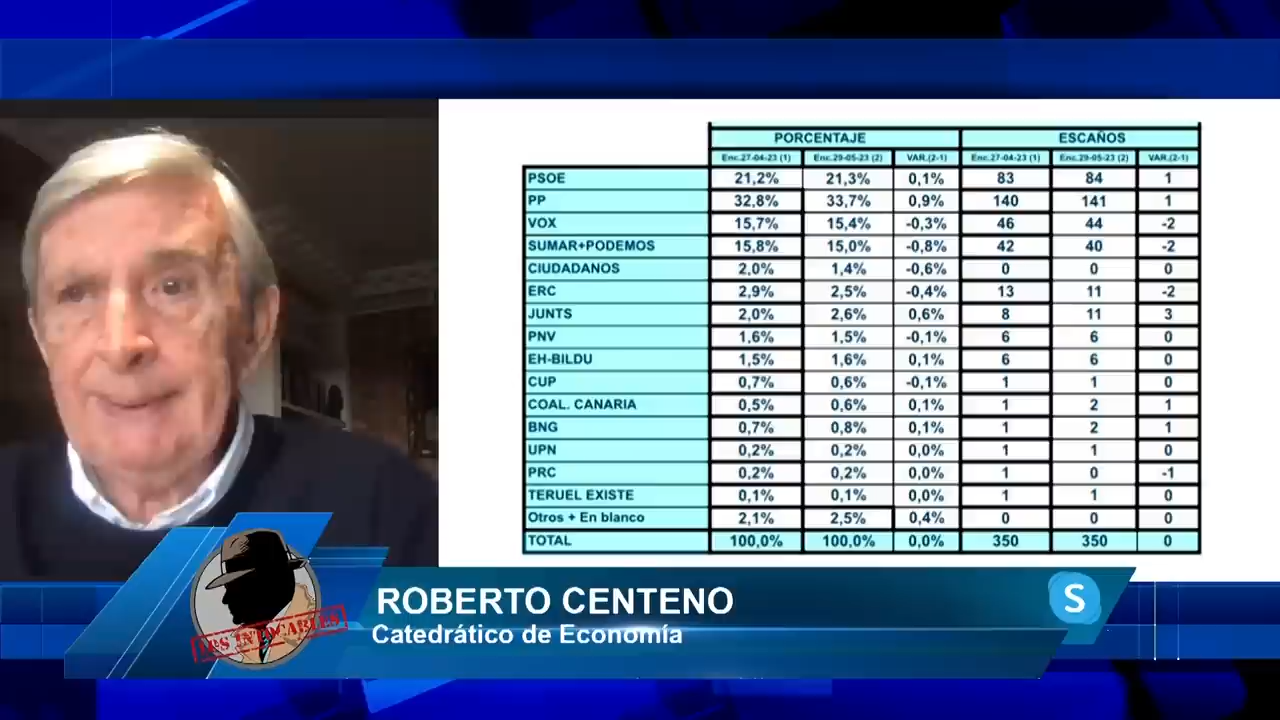 PORCENTAJE ESCAÑOS
Enc.27-04-23 (1) Enc.29-05-23 (2) VAR.(2-1) Enc.27-04-23 (1) Enc.29-05-23 (2) VAR.(2-1)
PSOE 21,2% 21,3% 0,1% 83 84 1
PP 32,8% 33,7% 0,9% 140 141 1
VOX 15,7% 15,4% -0,3% 46 44 -2
SUMAR+PODEMOS 15,8% 15,0% -0,8% 42 40 -2
CIUDADANOS 2,0% 1,4% -0,6% 0 0 0
ERC 2,9% 2,5% -0,4% 13 11 -2
JUNTS 2,0% 2,6% 0,6% 8 11 3
PNV 1,6% 1,5% -0,1% 6 6 0
EH-BILDU 1,5% 1,6% 0,1% 6 6 0
CUP 0,7% 0,6% -0,1% 1 1 0
COAL. CANARIA 0,5% 0,6% 0,1% 1 2 1
BNG 0,7% 0,8% 0,1% 1 2 1
UPN 0,2% 0,2% 0,0% 1 1 0
PRC 0,2% 0,2% 0,0% 1 0 -1
TERUEL EXISTE 0,1% 0,1% 0,0% 1 1 0
Otros + En blanco 2,1% 2,5% 0,4% 0 0 0
TOTAL 100,0% 100,0% 0,0% 350 350 0
LOS INTOCABLES
ROBERTO CENTENO
S
Catedrático de Economía